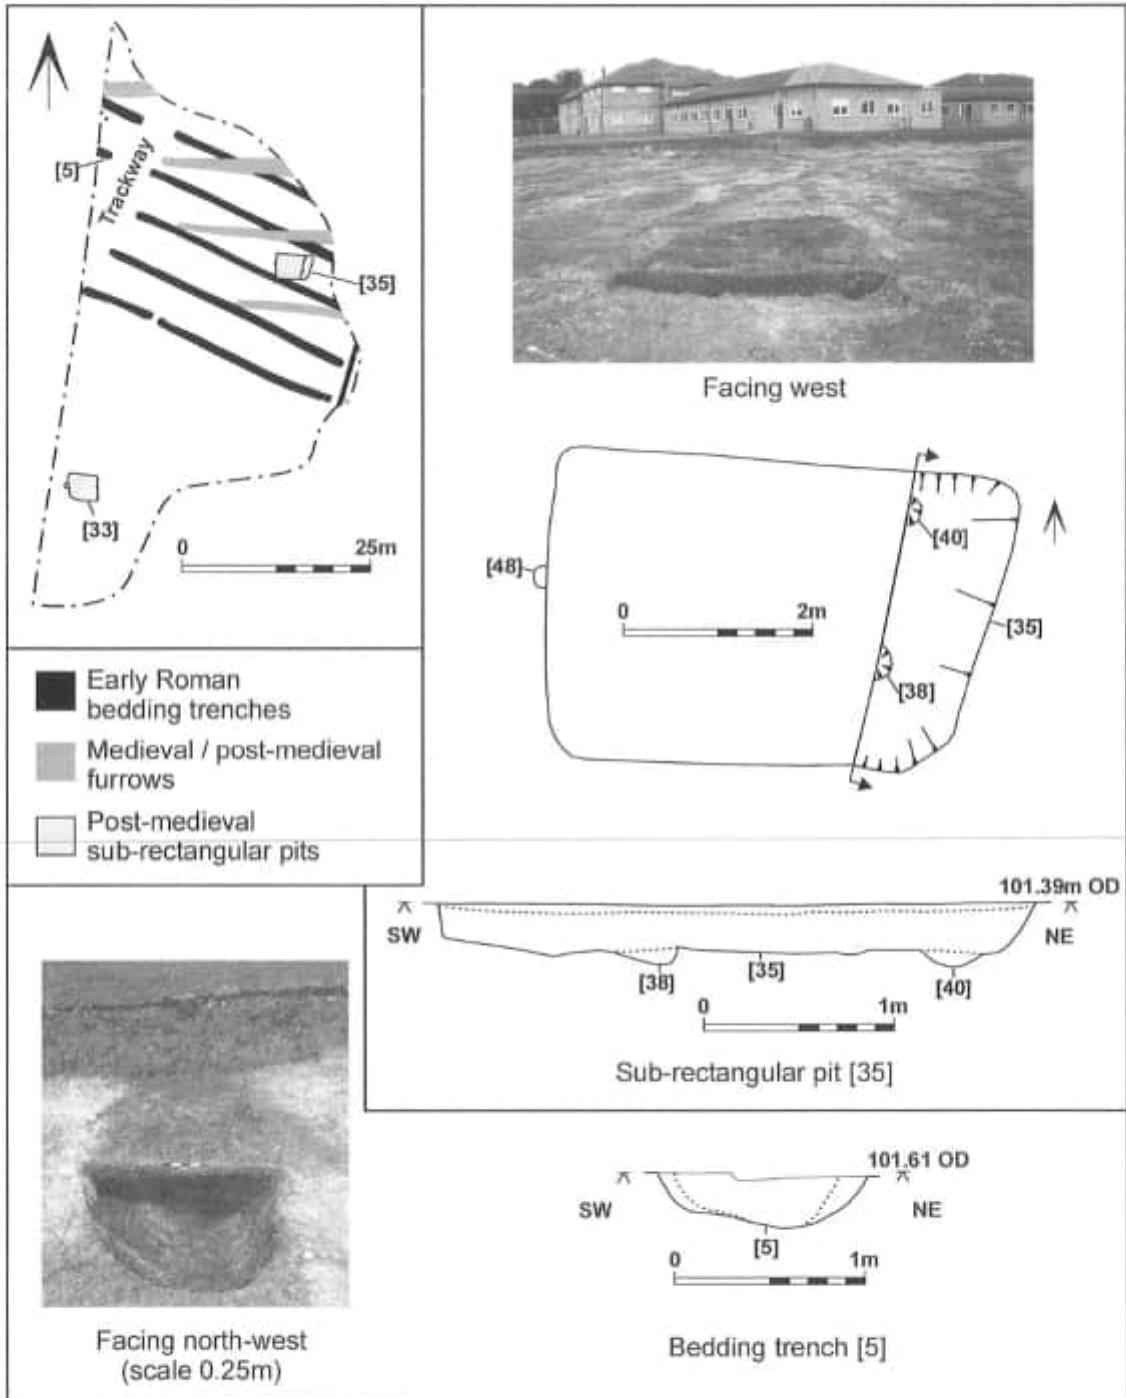 [5]
Trackway
[35]
[33]
0 25m
Early Roman
bedding trenches
Medieval / post-medieval
furrows
Post-medieval
sub-rectangular pits
Facing west
[48]
[40]
0 2m
[35]
[38]
101.39m OD
SW NE
[38] [35] [40]
0 1m
Sub-rectangular pit [35]
Facing north-west
(scale 0.25m)
101.61 OD
SW NE
[5]
0 1m
Bedding trench [5]